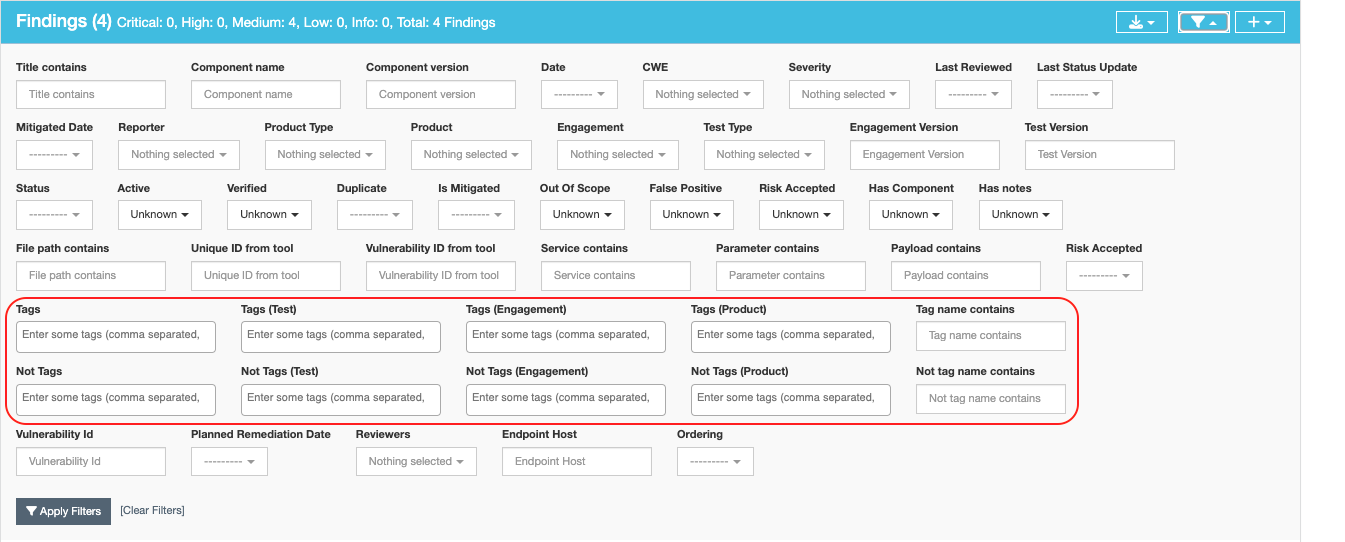 Findings (4) Critical: 0, High: 0, Medium: 4, Low: 0, Info: 0, Total: 4 Findings
Title contains Component name Component version Date CWE Severity Last Reviewed Last Status Update
Title contains Component name Component version --------- Nothing selected Nothing selected --------- ---------
Mitigated Date Reporter Product Type Product Engagement Test Type Engagement Version Test Version
--------- Nothing selected Nothing selected Nothing selected Nothing selected Nothing selected Engagement Version Test Version
Status Active Verified Duplicate Is Mitigated Out Of Scope False Positive Risk Accepted Has Component Has notes
--------- Unknown Unknown --------- --------- Unknown Unknown Unknown Unknown Unknown
File path contains Unique ID from tool Vulnerability ID from tool Service contains Parameter contains Payload contains Risk Accepted
File path contains Unique ID from tool Vulnerability ID from tool Service contains Parameter contains Payload contains ---------
Tags Tags (Test) Tags (Engagement) Tags (Product) Tag name contains
Enter some tags (comma separated, Enter some tags (comma separated, Enter some tags (comma separated, Enter some tags (comma separated, Tag name contains
Not Tags Not Tags (Test) Not Tags (Engagement) Not Tags (Product) Not tag name contains
Enter some tags (comma separated, Enter some tags (comma separated, Enter some tags (comma separated, Enter some tags (comma separated, Not tag name contains
Vulnerability Id Planned Remediation Date Reviewers Endpoint Host Ordering
Vulnerability Id --------- Nothing selected Endpoint Host ---------
Apply Filters [Clear Filters]